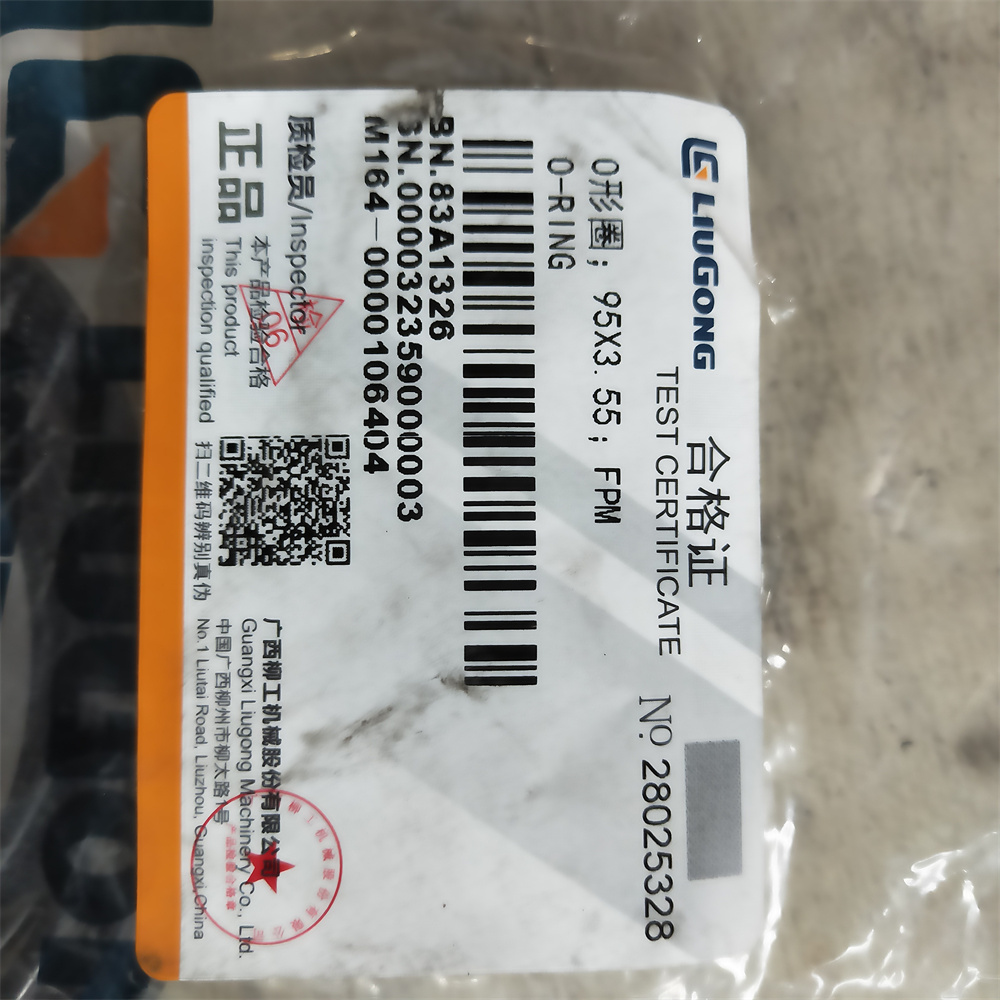 LIUGONG
合格证
TEST CERTIFICATE
NO. 28025328
O形圈; 95X3.55; FPM
O-RING
BN.83A1326
SN.00003235900000003
M164-0000106404
质检员/Inspector
检
06
正品
本产品检验合格
This product
inspection qualified
扫二维码辨别真伪
广西柳工机械股份有限公司
Guangxi Liugong Machinery Co., Ltd.
中国广西柳州市柳太路1号
No.1 Liutai Road, Liuzhou, Guangxi,China